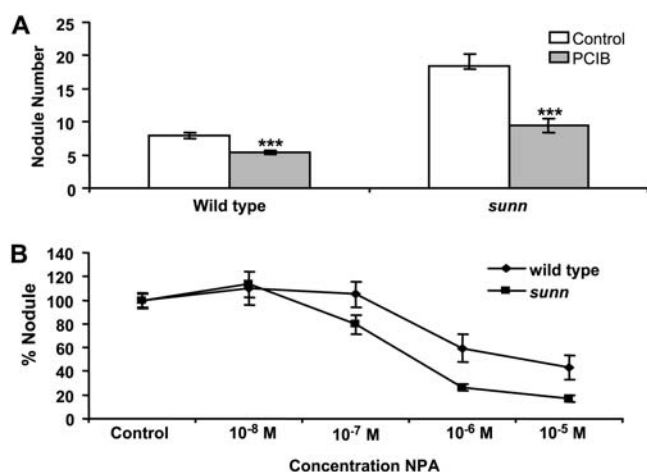 A
Nodule Number
25
20
15
10
5
0
Control
PCIB
***
***
Wild type
sunn
B
% Nodule
140
120
100
80
60
40
20
0
wild type
sunn
Control
10⁻⁸ M
10⁻⁷ M
10⁻⁶ M
10⁻⁵ M
Concentration NPA